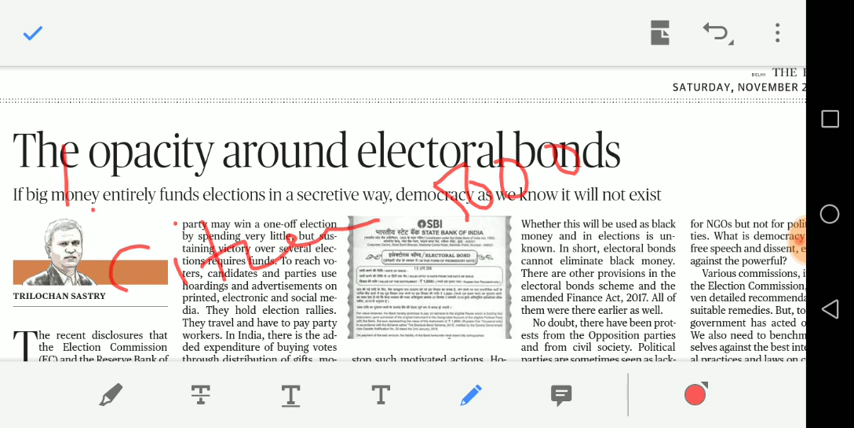 DELHI THE
SATURDAY, NOVEMBER 2
The opacity around electoral bonds
If big money entirely funds elections in a secretive way, democracy as we know it will not exist
TRILOCHAN SASTRY
The recent disclosures that
the Election Commission
(EC) and the Reserve Bank of
party may win a one-off election
by spending very little, but sus-
taining victory over several elec-
tions requires funds. To reach vo-
ters, candidates and parties use
hoardings and advertisements on
printed, electronic and social me-
dia. They hold election rallies.
They travel and have to pay party
workers. In India, there is the ad-
ded expenditure of buying votes
through distribution of gifts, mo-
SBI
भारतीय स्टेट बैंक STATE BANK OF INDIA
stop such motivated actions. Ho-
Whether this will be used as black
money and in elections is un-
known. In short, electoral bonds
cannot eliminate black money.
There are other provisions in the
electoral bonds scheme and the
amended Finance Act, 2017. All of
them were there earlier as well.
No doubt, there have been prot-
ests from the Opposition parties
and from civil society. Political
parties are sometimes seen as lack-
for NGOs but not for poli
ties. What is democracy
free speech and dissent, e
against the powerful?
Various commissions, i
the Election Commission,
ven detailed recommenda
suitable remedies. But, to
government has acted o
We also need to benchm
selves against the best inte
al practices and laws on c